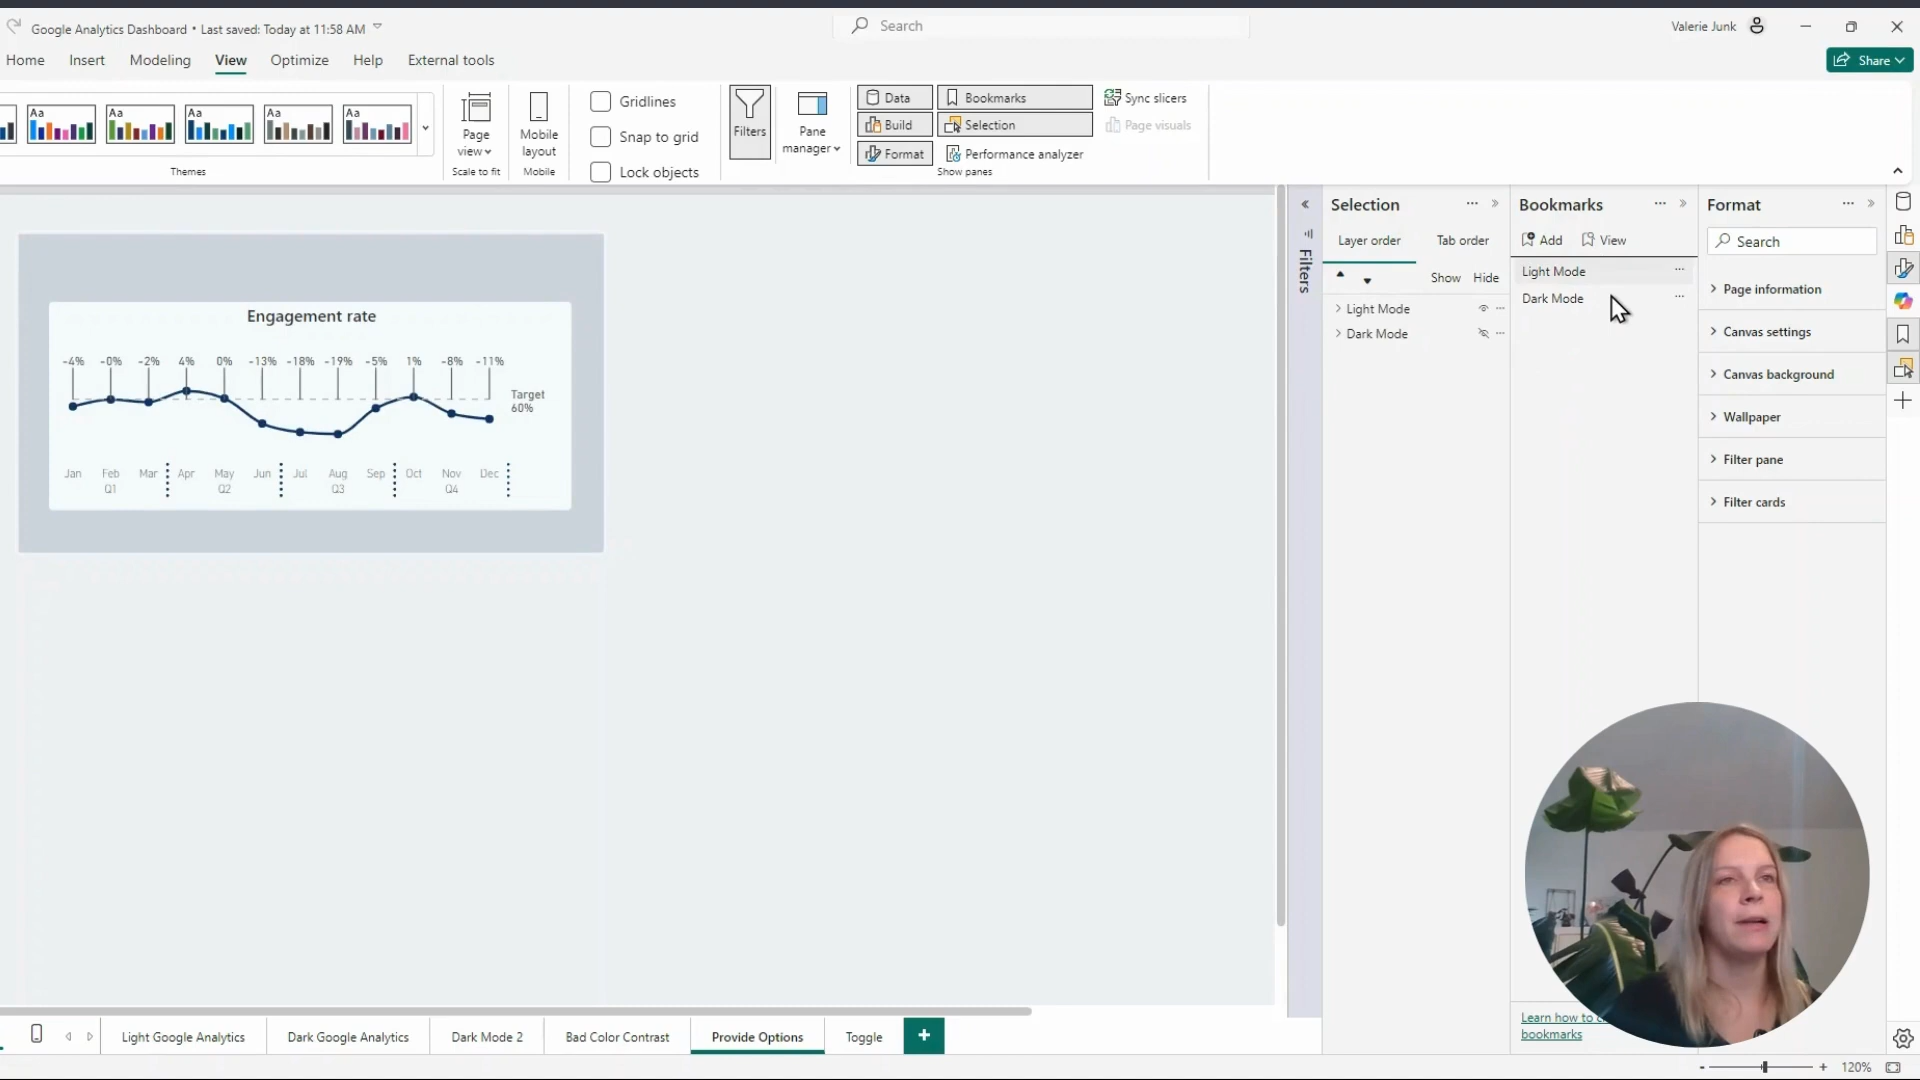 Google Analytics Dashboard • Last saved: Today at 11:58 AM
Search
Valerie Junk
Home
Insert
Modeling
View
Optimize
Help
External tools
Share
Aa
Aa
Aa
Aa
Aa
Themes
Page view
Scale to fit
Mobile layout
Mobile
Gridlines
Snap to grid
Lock objects
Filters
Pane manager
Data
Build
Format
Bookmarks
Selection
Performance analyzer
Show panes
Sync slicers
Page visuals
Engagement rate
-4% -0% -2% 4% 0% -13% -18% -19% -5% 1% -8% -11%
Target
60%
Jan Feb Mar Apr May Jun Jul Aug Sep Oct Nov Dec
Q1 Q2 Q3 Q4
Filters
Selection
Layer order
Tab order
Show Hide
Light Mode
Dark Mode
Bookmarks
Add
View
Light Mode
Dark Mode
Learn how to
bookmarks
Format
Search
Page information
Canvas settings
Canvas background
Wallpaper
Filter pane
Filter cards
Light Google Analytics
Dark Google Analytics
Dark Mode 2
Bad Color Contrast
Provide Options
Toggle
+
- + 120%